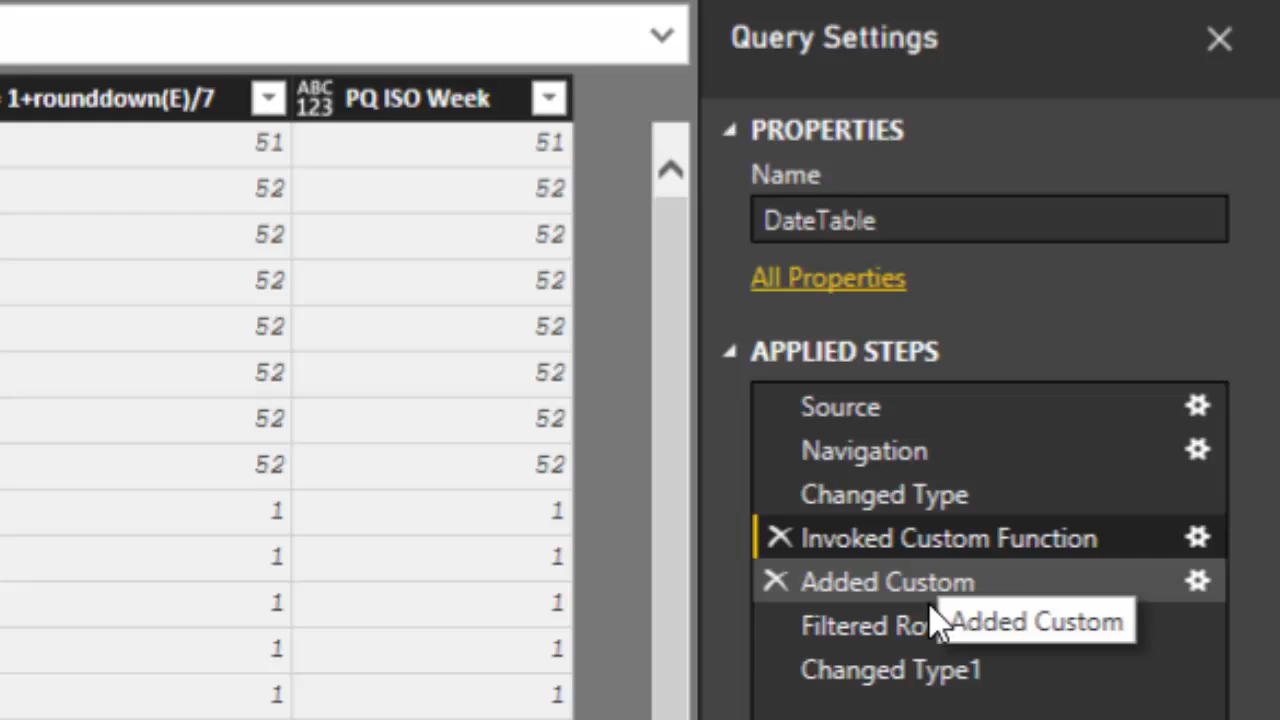 Query Settings
= 1+rounddown(E)/7
ABC 123 PQ ISO Week
51 51
52 52
52 52
52 52
52 52
52 52
52 52
52 52
1 1
1 1
1 1
1 1
1 1
PROPERTIES
Name
DateTable
All Properties
APPLIED STEPS
Source
Navigation
Changed Type
Invoked Custom Function
Added Custom
Filtered Ro
Added Custom
Changed Type1